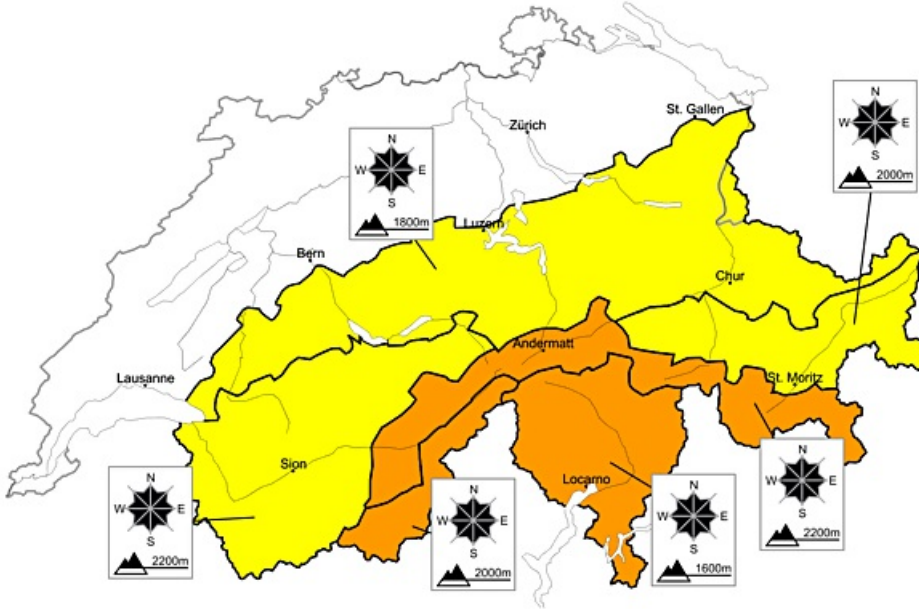 St. Gallen
Zürich
N
W E
S
2000m
N
W E
S
1800m
Luzern
Bern
Chur
Andermatt
Lausanne
St. Moritz
Sion
Locarno
N
W E
S
2200m
N
W E
S
2000m
N
W E
S
1600m
N
W E
S
2200m